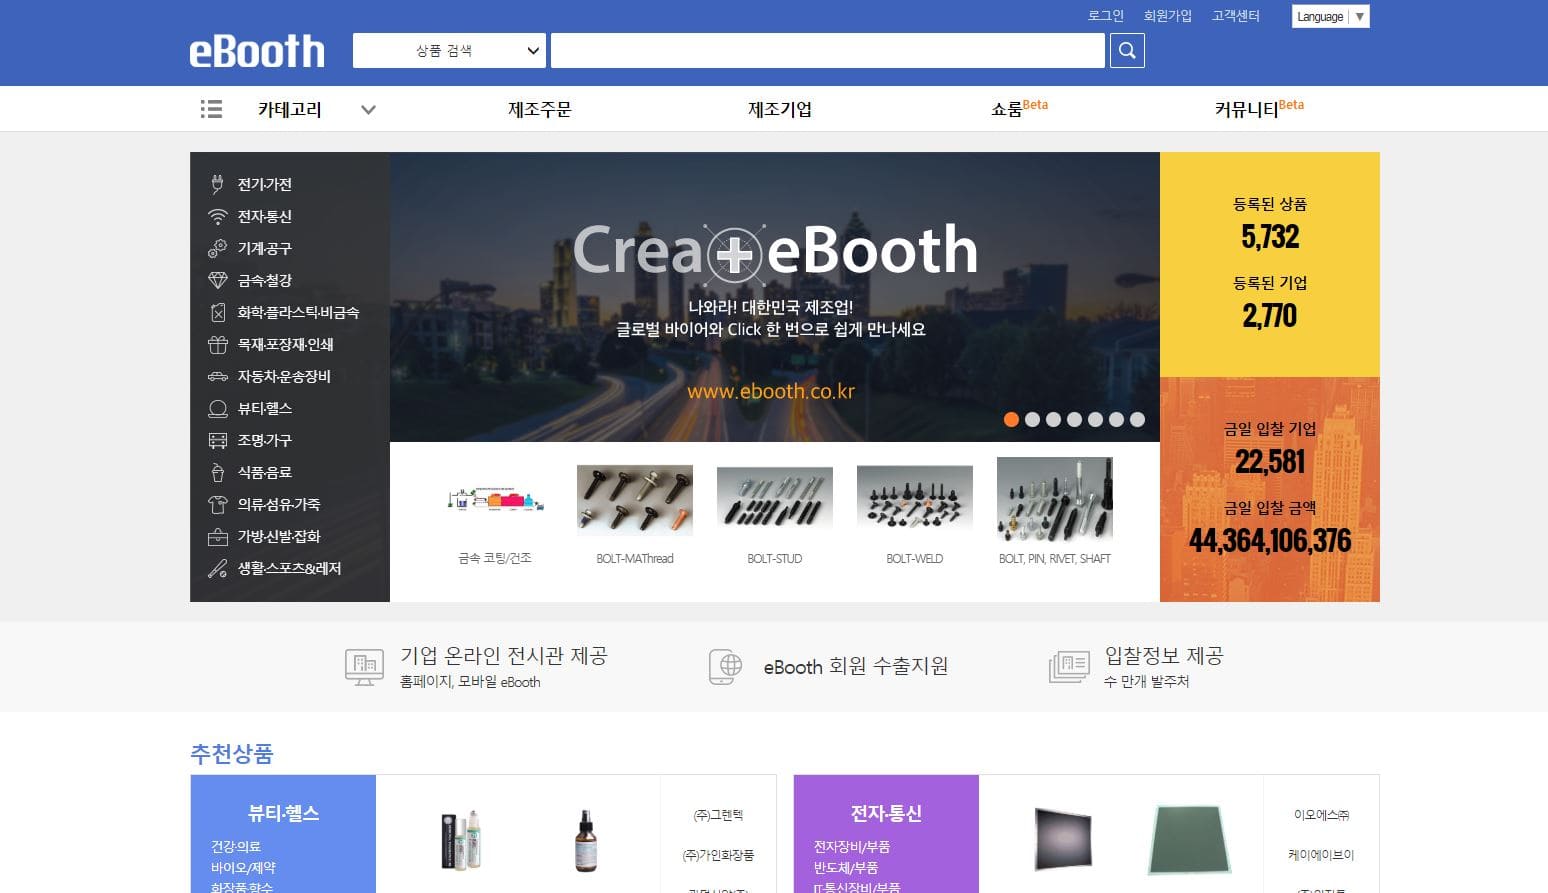 로그인 회원가입 고객센터 Language ▼
eBooth 상품 검색
카테고리 제조주문 제조기업 쇼룸Beta 커뮤니티Beta
전기·가전
전자·통신
기계·공구
금속·철강
화학·플라스틱·비금속
목재·포장재·인쇄
자동차·운송장비
뷰티·헬스
조명·가구
식품·음료
의류·섬유·가죽
가방·신발·잡화
생활·스포츠&레저
Crea+eBooth
나와라! 대한민국 제조업!
글로벌 바이어와 Click 한 번으로 쉽게 만나세요
www.ebooth.co.kr
금속 코팅/건조 BOLT-MAThread BOLT-STUD BOLT-WELD BOLT, PIN, RIVET, SHAFT
등록된 상품
5,732
등록된 기업
2,770
금일 입찰 기업
22,581
금일 입찰 금액
44,364,106,376
기업 온라인 전시관 제공
홈페이지, 모바일 eBooth
eBooth 회원 수출지원
입찰정보 제공
수 만개 발주처
추천상품
뷰티·헬스
건강·의료
바이오/제약
화장품·향수
(주)그렌텍
(주)가인화장품
전자·통신
전자장비/부품
반도체/부품
IT·통신장비/부품
이오에스㈜
케이에이브이